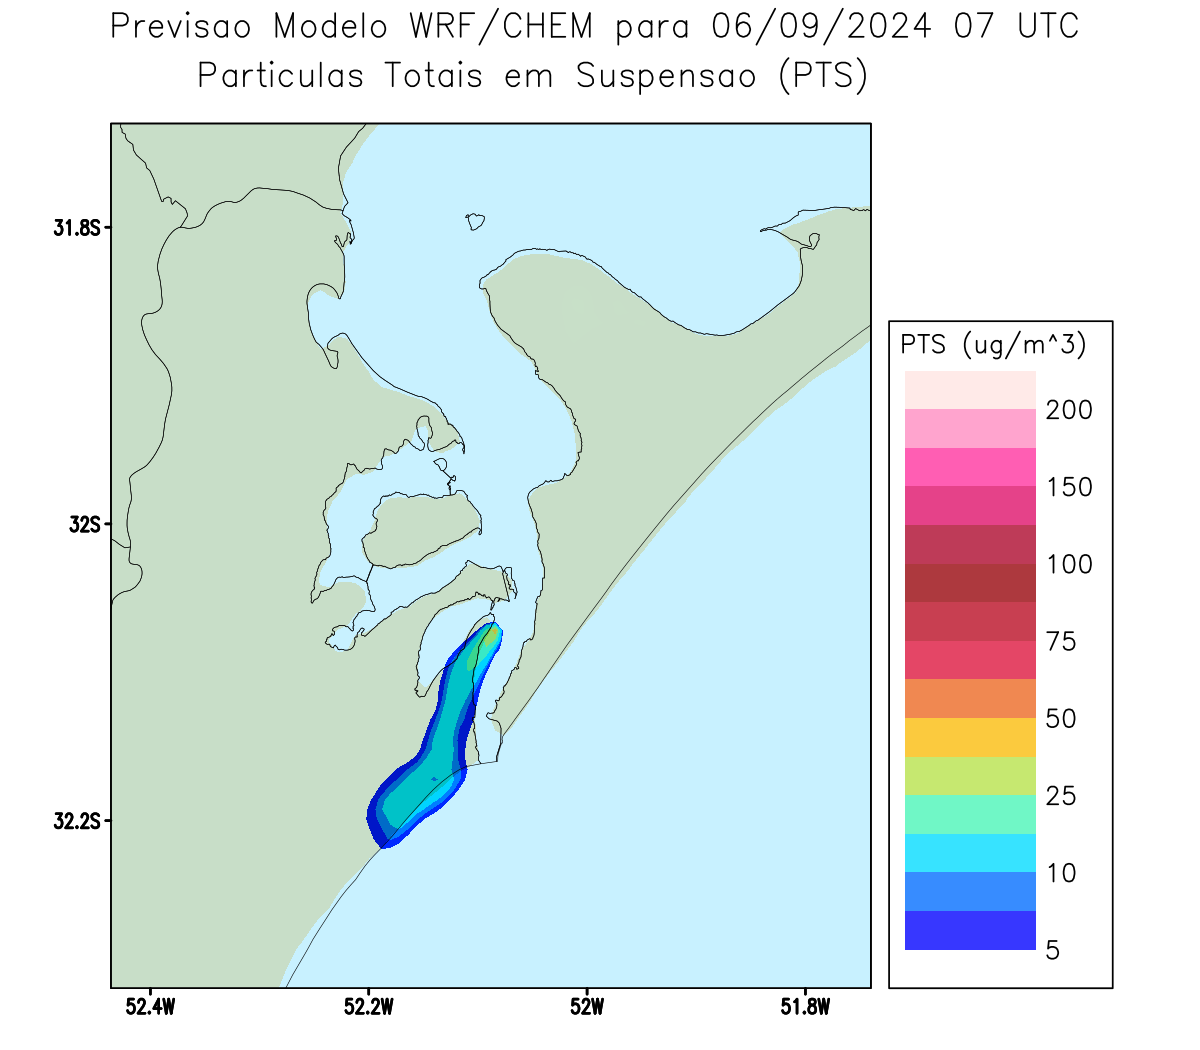 Previsao Modelo WRF/CHEM para 06/09/2024 07 UTC
Particulas Totais em Suspensao (PTS)
31.8S
32S
32.2S
52.4W
52.2W
52W
51.8W
PTS (ug/m^3)
200
150
100
75
50
25
10
5